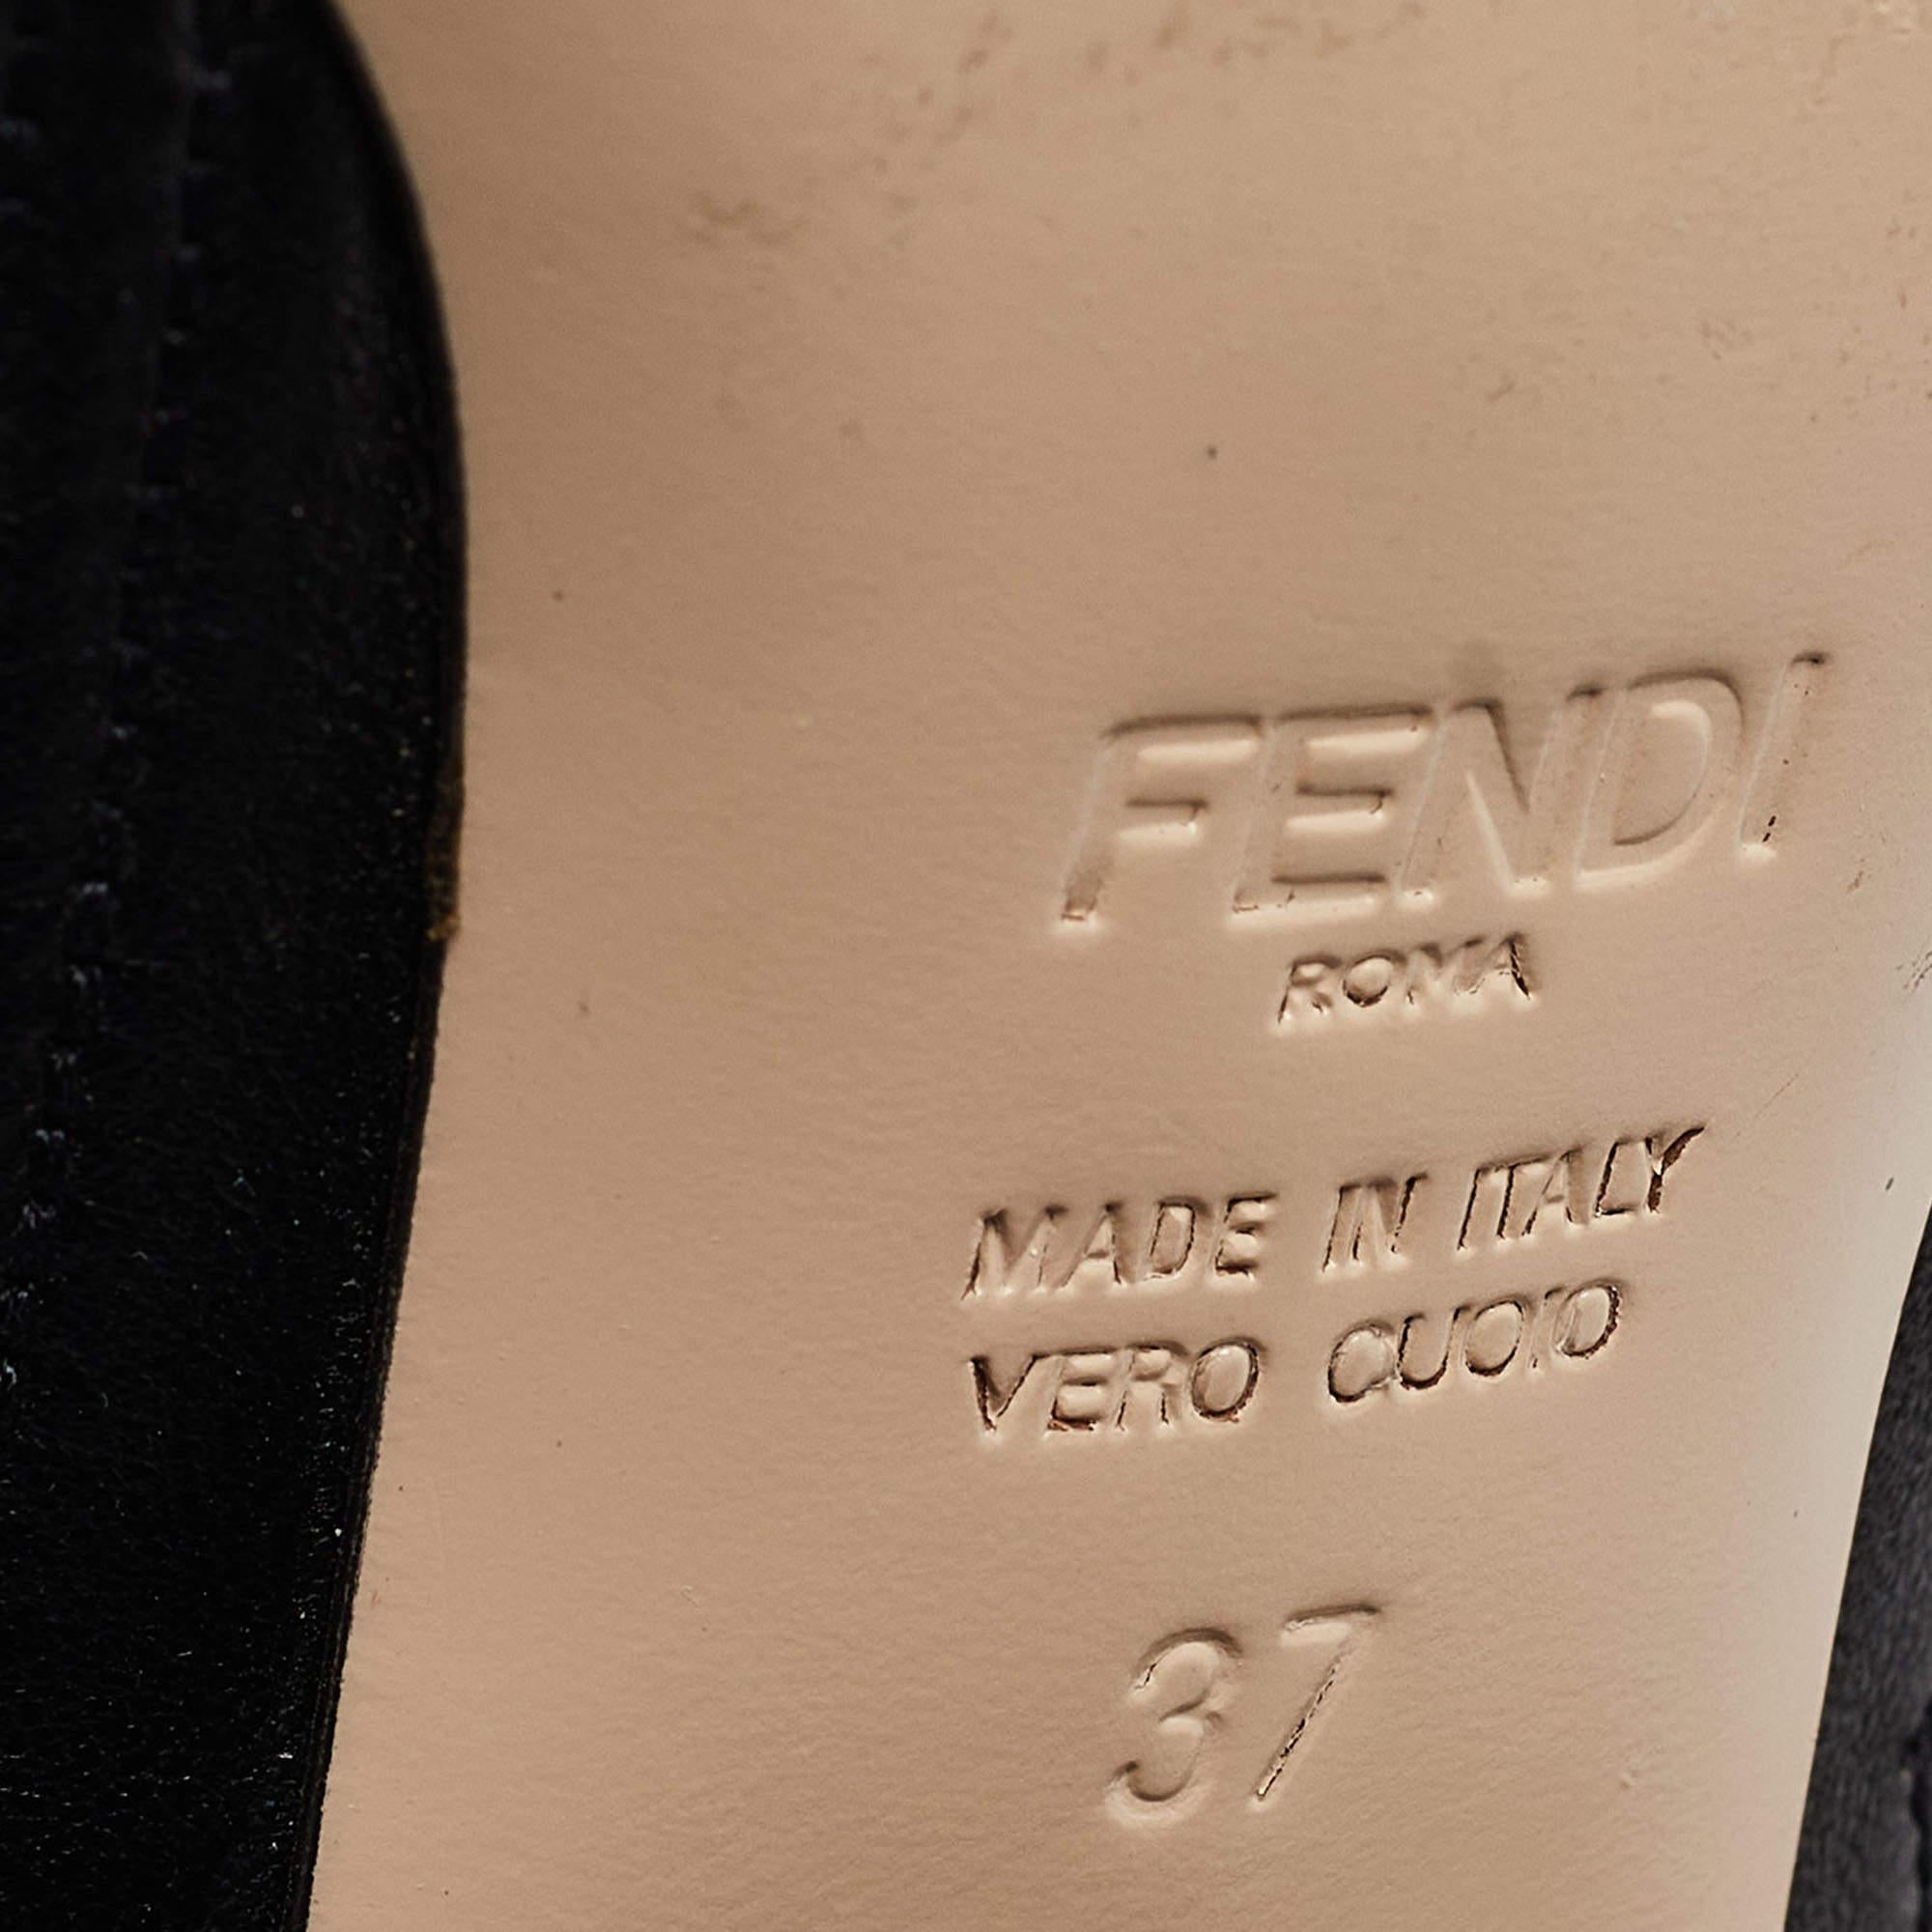 FENDI
ROMA
MADE IN ITALY
VERO CUOIO
37